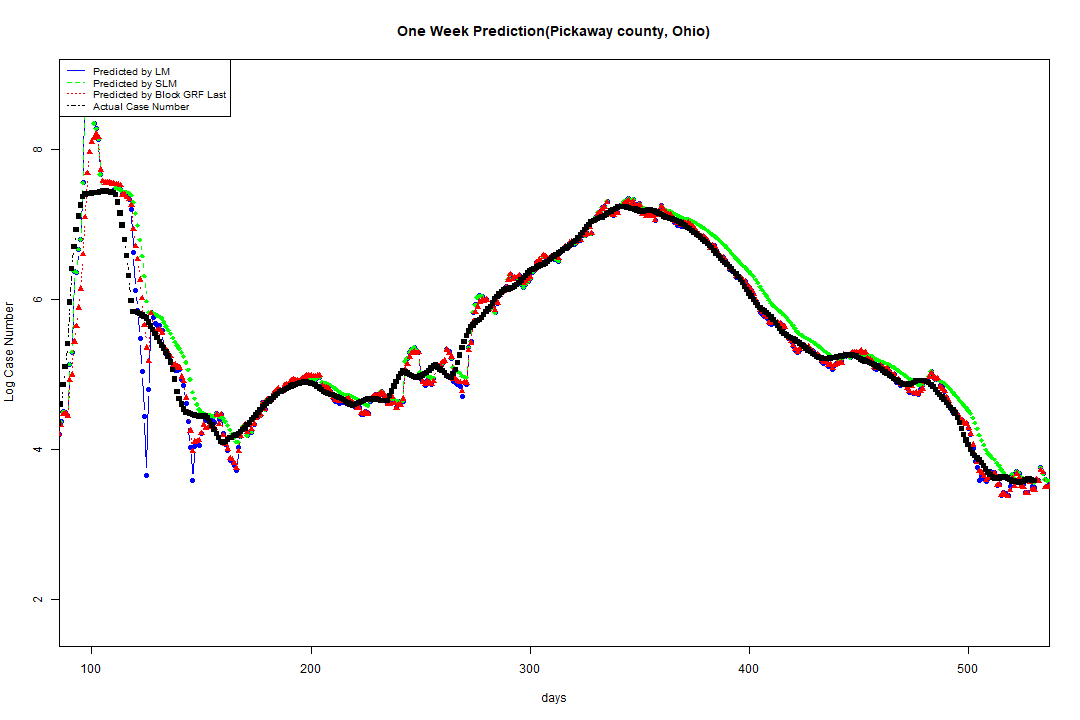 One Week Prediction(Pickaway county, Ohio)
Predicted by LM
Predicted by SLM
Predicted by Block GRF Last
Actual Case Number
8
6
4
2
Log Case Number
100 200 300 400 500
days